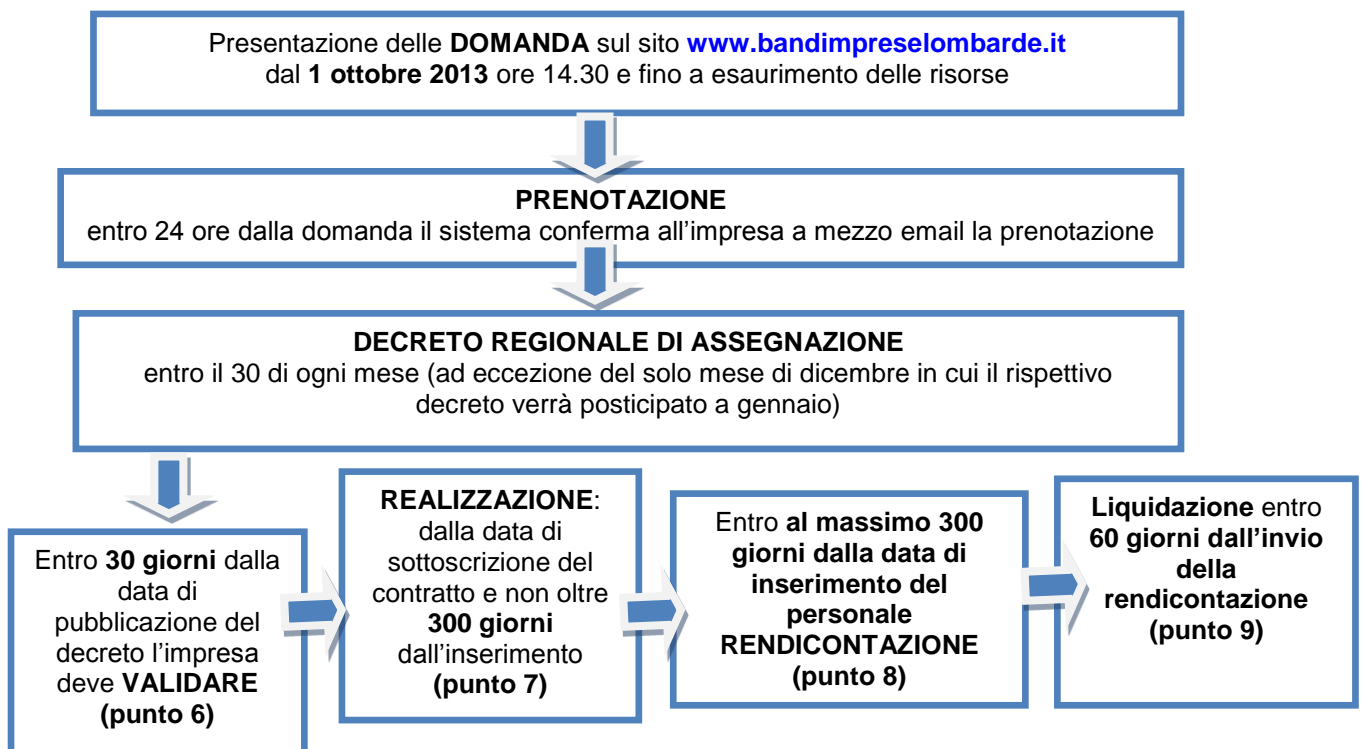 Presentazione delle DOMANDA sul sito www.bandimpreselombarde.it
dal 1 ottobre 2013 ore 14.30 e fino a esaurimento delle risorse
PRENOTAZIONE
entro 24 ore dalla domanda il sistema conferma all'impresa a mezzo email la prenotazione
DECRETO REGIONALE DI ASSEGNAZIONE
entro il 30 di ogni mese (ad eccezione del solo mese di dicembre in cui il rispettivo
decreto verrà posticipato a gennaio)
Entro 30 giorni dalla
data di
pubblicazione del
decreto l'impresa
deve VALIDARE
(punto 6)
REALIZZAZIONE:
dalla data di
sottoscrizione del
contratto e non oltre
300 giorni
dall'inserimento
(punto 7)
Entro al massimo 300
giorni dalla data di
inserimento del
personale
RENDICONTAZIONE
(punto 8)
Liquidazione entro
60 giorni dall'invio
della
rendicontazione
(punto 9)